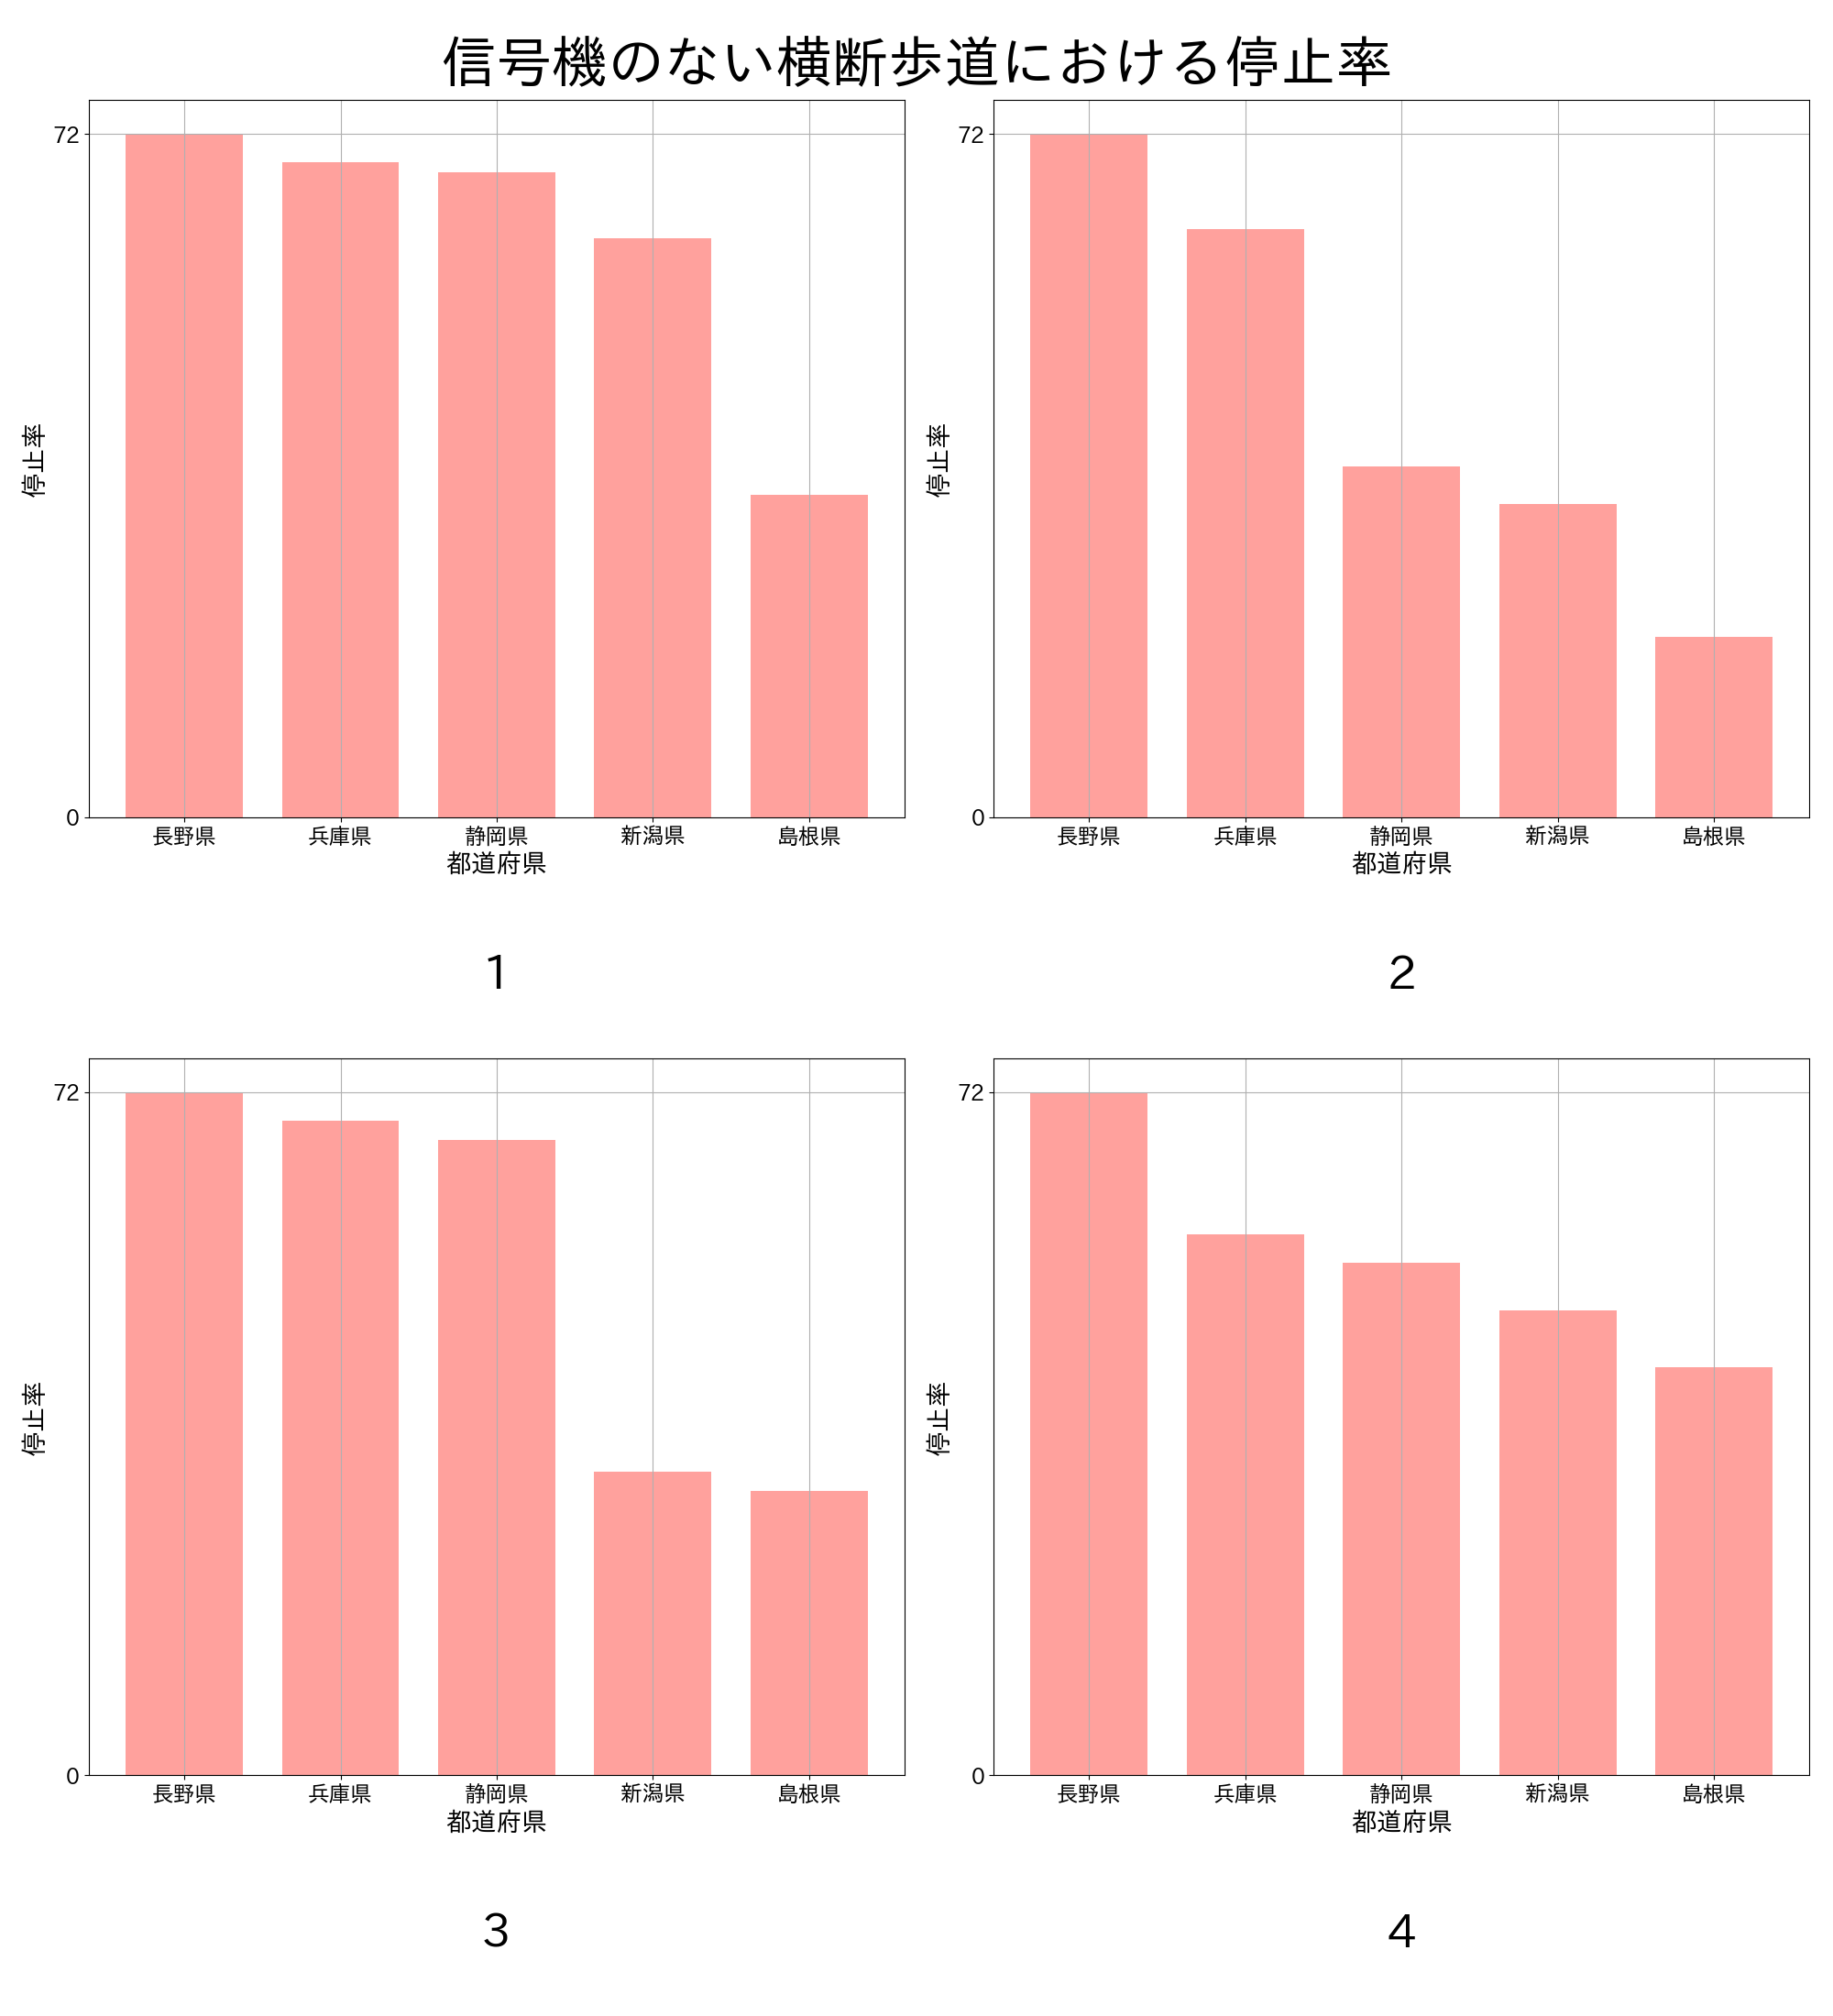 信号機のない横断歩道における停止率
72
停止率
0
長野県 兵庫県 静岡県 新潟県 島根県
都道府県
1
72
停止率
0
長野県 兵庫県 静岡県 新潟県 島根県
都道府県
2
72
停止率
0
長野県 兵庫県 静岡県 新潟県 島根県
都道府県
3
72
停止率
0
長野県 兵庫県 静岡県 新潟県 島根県
都道府県
4